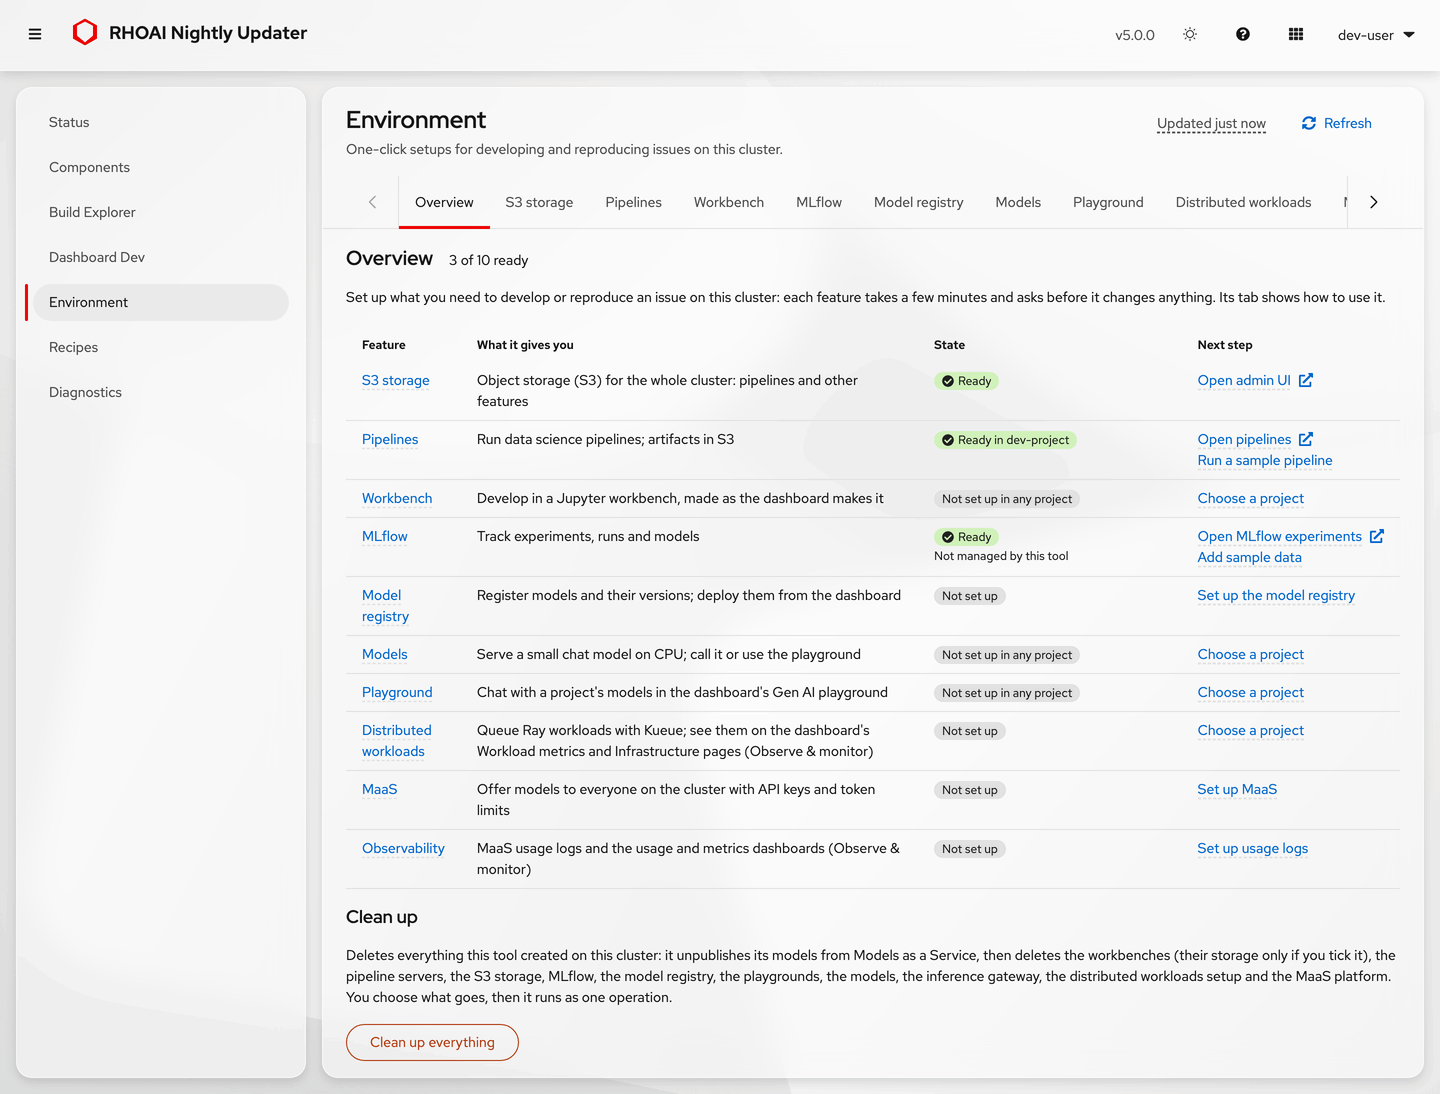 RHOAI Nightly Updater
v5.0.0
dev-user
Status
Components
Build Explorer
Dashboard Dev
Environment
Recipes
Diagnostics
Environment
One-click setups for developing and reproducing issues on this cluster.
Updated just now
Refresh
Overview
S3 storage
Pipelines
Workbench
MLflow
Model registry
Models
Playground
Distributed workloads
Overview 3 of 10 ready
Set up what you need to develop or reproduce an issue on this cluster: each feature takes a few minutes and asks before it changes anything. Its tab shows how to use it.
Feature What it gives you State Next step
S3 storage Object storage (S3) for the whole cluster: pipelines and other Ready Open admin UI
features
Pipelines Run data science pipelines; artifacts in S3 Ready in dev-project Open pipelines
Run a sample pipeline
Workbench Develop in a Jupyter workbench, made as the dashboard makes it Not set up in any project Choose a project
MLflow Track experiments, runs and models Ready Open MLflow experiments
Not managed by this tool Add sample data
Model Register models and their versions; deploy them from the dashboard Not set up Set up the model registry
registry
Models Serve a small chat model on CPU; call it or use the playground Not set up in any project Choose a project
Playground Chat with a project's models in the dashboard's Gen AI playground Not set up in any project Choose a project
Distributed Queue Ray workloads with Kueue; see them on the dashboard's Not set up Choose a project
workloads Workload metrics and Infrastructure pages (Observe & monitor)
MaaS Offer models to everyone on the cluster with API keys and token Not set up Set up MaaS
limits
Observability MaaS usage logs and the usage and metrics dashboards (Observe & Not set up Set up usage logs
monitor)
Clean up
Deletes everything this tool created on this cluster: it unpublishes its models from Models as a Service, then deletes the workbenches (their storage only if you tick it), the
pipeline servers, the S3 storage, MLflow, the model registry, the playgrounds, the models, the inference gateway, the distributed workloads setup and the MaaS platform.
You choose what goes, then it runs as one operation.
Clean up everything